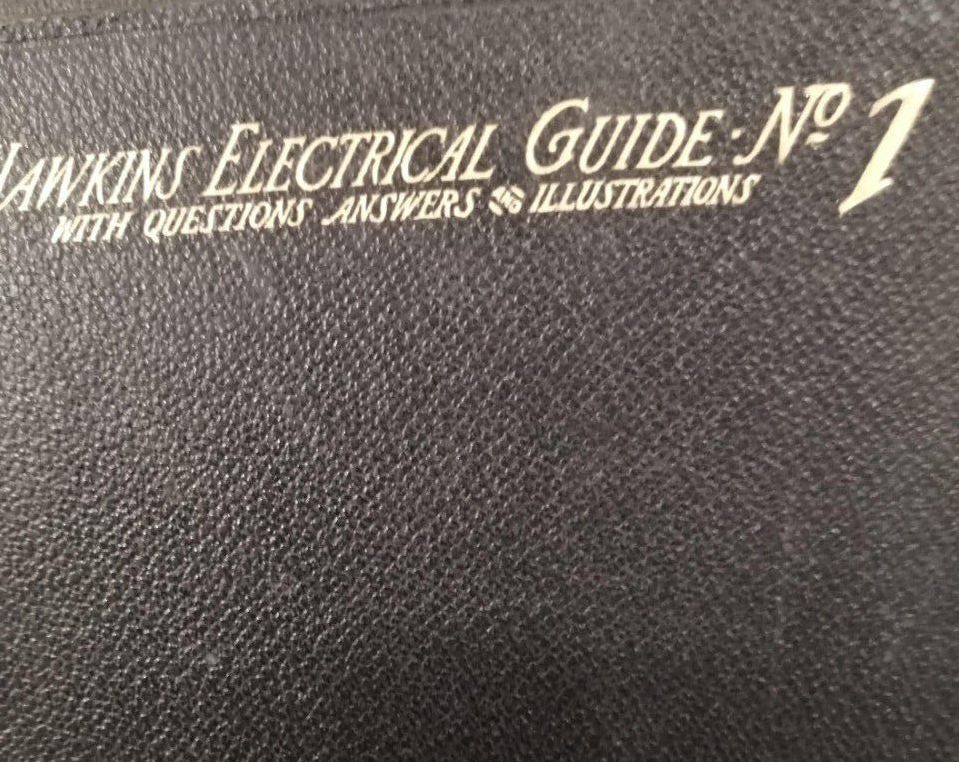 HAWKINS ELECTRICAL GUIDE · Nº 1
WITH QUESTIONS ANSWERS & ILLUSTRATIONS